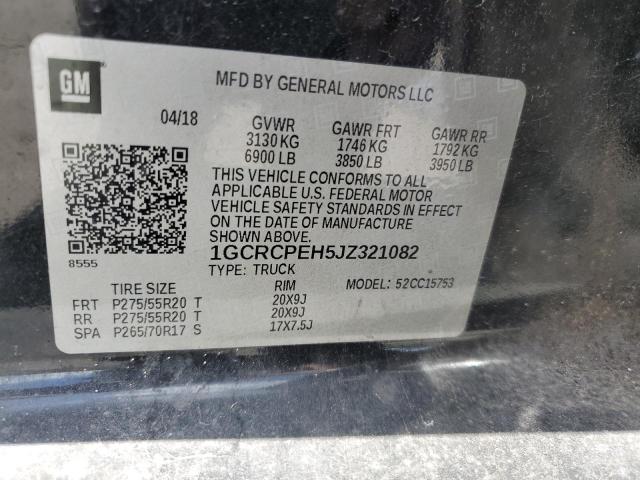 GM
MFD BY GENERAL MOTORS LLC
04/18 GVWR GAWR FRT GAWR RR
3130 KG 1746 KG 1792 KG
6900 LB 3850 LB 3950 LB
THIS VEHICLE CONFORMS TO ALL
APPLICABLE U.S. FEDERAL MOTOR
VEHICLE SAFETY STANDARDS IN EFFECT
ON THE DATE OF MANUFACTURE
SHOWN ABOVE.
8555 1GCRCPEH5JZ321082
TYPE: TRUCK
TIRE SIZE RIM MODEL: 52CC15753
FRT P275/55R20 T 20X9J
RR P275/55R20 T 20X9J
SPA P265/70R17 S 17X7.5J